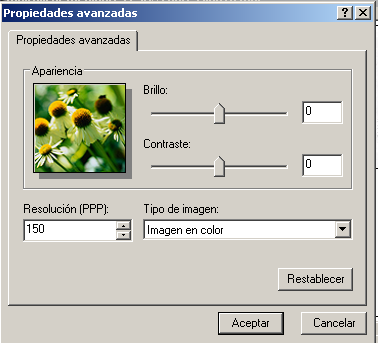 Propiedades avanzadas
Propiedades avanzadas
Apariencia
Brillo:
0
Contraste:
0
Resolución (PPP):
150
Tipo de imagen:
Imagen en color
Restablecer
Aceptar
Cancelar